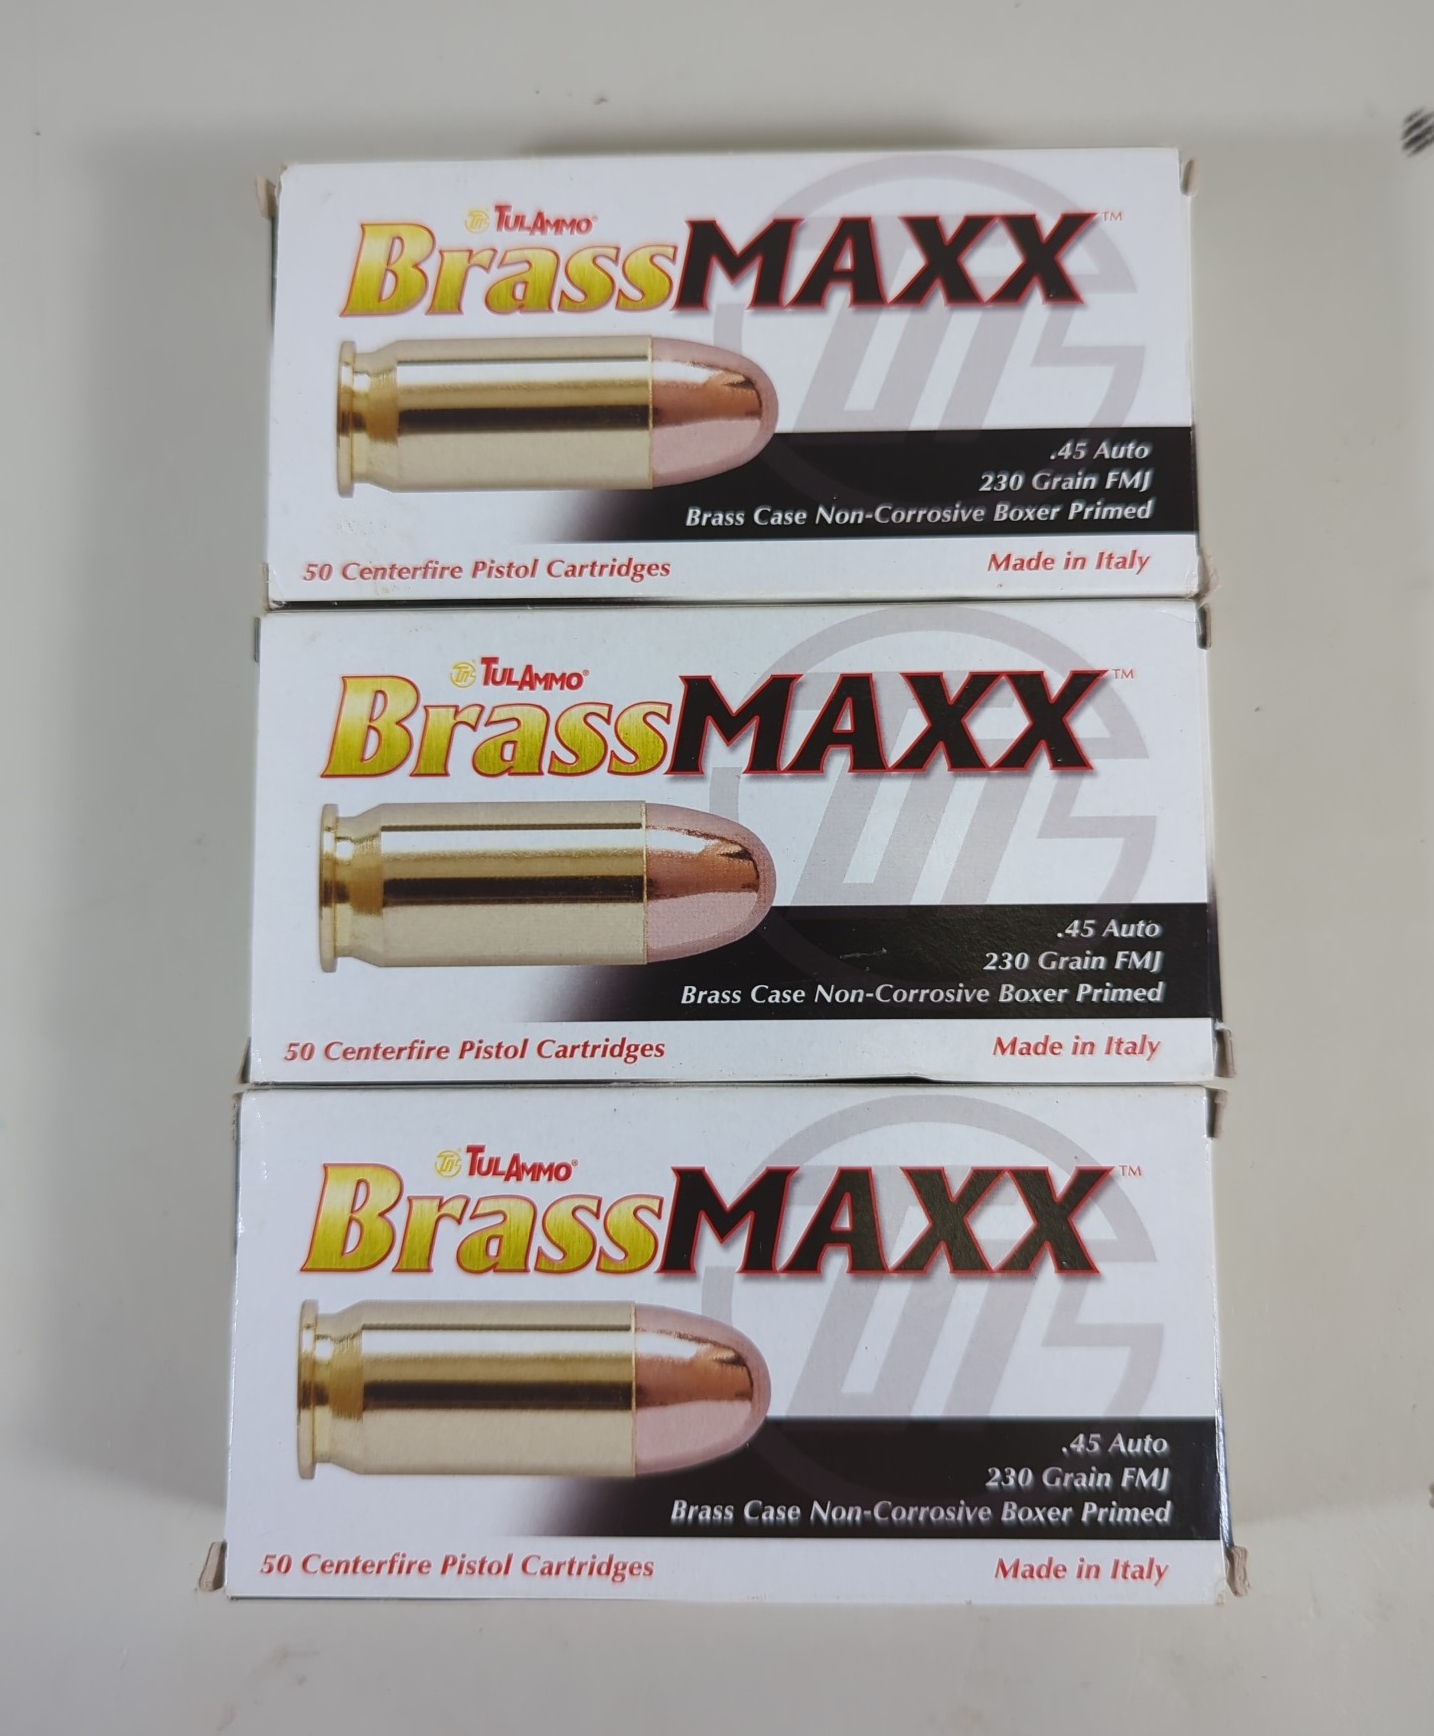 TULAMMO®
BrassMAXX™
.45 Auto
230 Grain FMJ
Brass Case Non-Corrosive Boxer Primed
50 Centerfire Pistol Cartridges Made in Italy
TULAMMO®
BrassMAXX™
.45 Auto
230 Grain FMJ
Brass Case Non-Corrosive Boxer Primed
50 Centerfire Pistol Cartridges Made in Italy
TULAMMO®
BrassMAXX™
.45 Auto
230 Grain FMJ
Brass Case Non-Corrosive Boxer Primed
50 Centerfire Pistol Cartridges Made in Italy